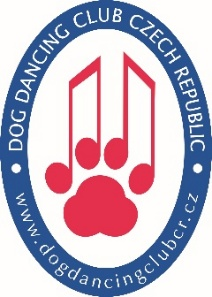 • DOG DANCING CLUB CZECH REPUBLIC •
www.dogdancingclubcr.cz